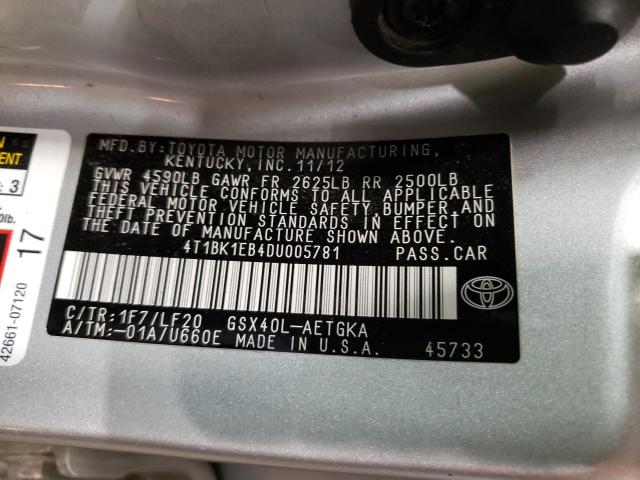 MFD. BY: TOYOTA MOTOR MANUFACTURING,
KENTUCKY, INC. 11/12
GVWR 4590LB GAWR FR 2625LB RR 2500LB
THIS VEHICLE CONFORMS TO ALL APPLICABLE
FEDERAL MOTOR VEHICLE SAFETY, BUMPER, AND
THEFT PREVENTION STANDARDS IN EFFECT ON
THE DATE OF MANUFACTURE SHOWN ABOVE.
4T1BK1EB4DU005781 PASS.CAR
C/TR:1F7/LF20 GSX40L-AETGKA
A/TM:-01A/U660E MADE IN U.S.A. 45733
: 3
0lb.
17
42661-07120